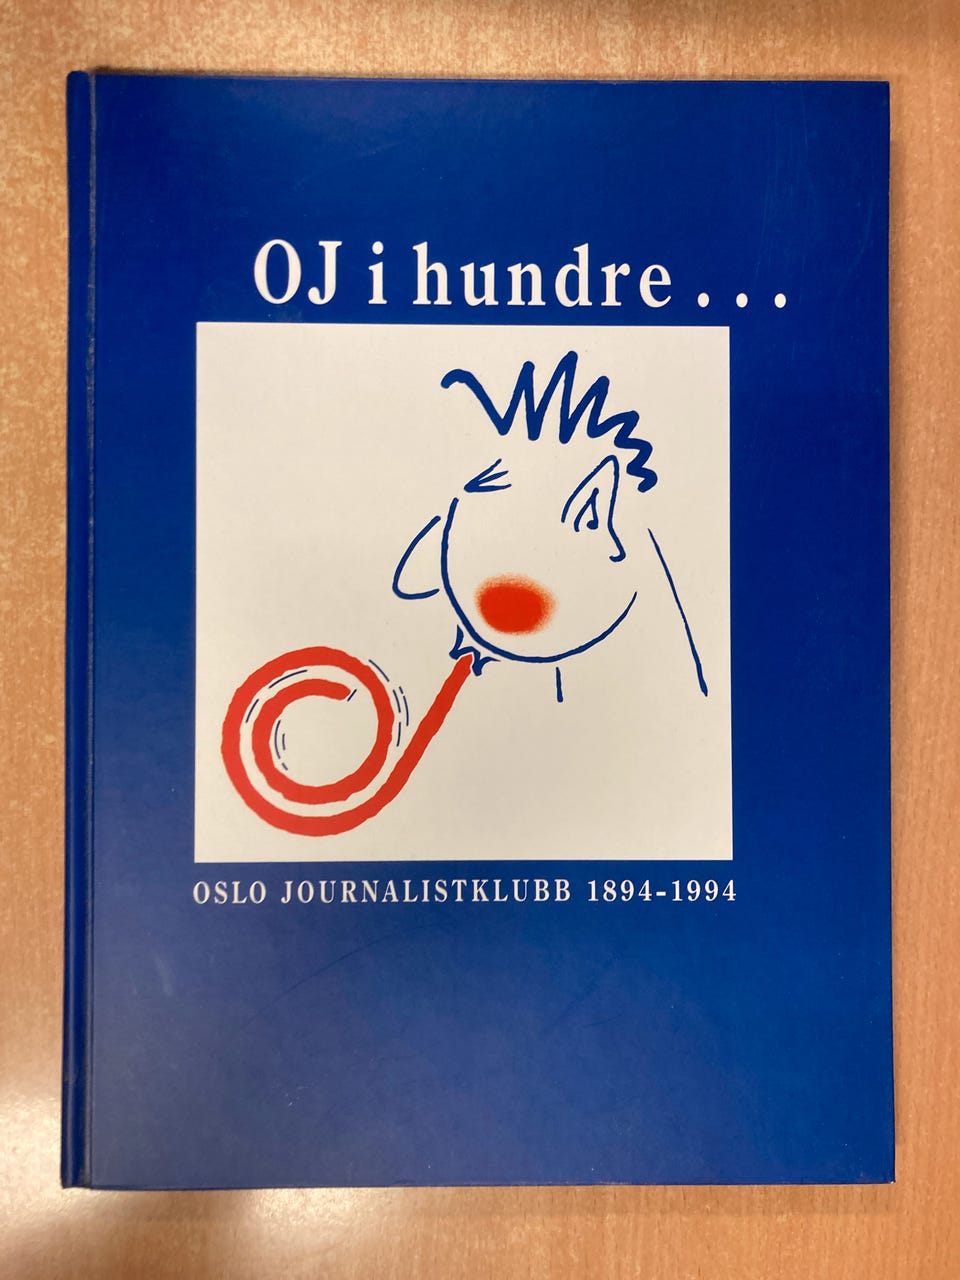 OJ i hundre . . .
OSLO JOURNALISTKLUBB 1894-1994